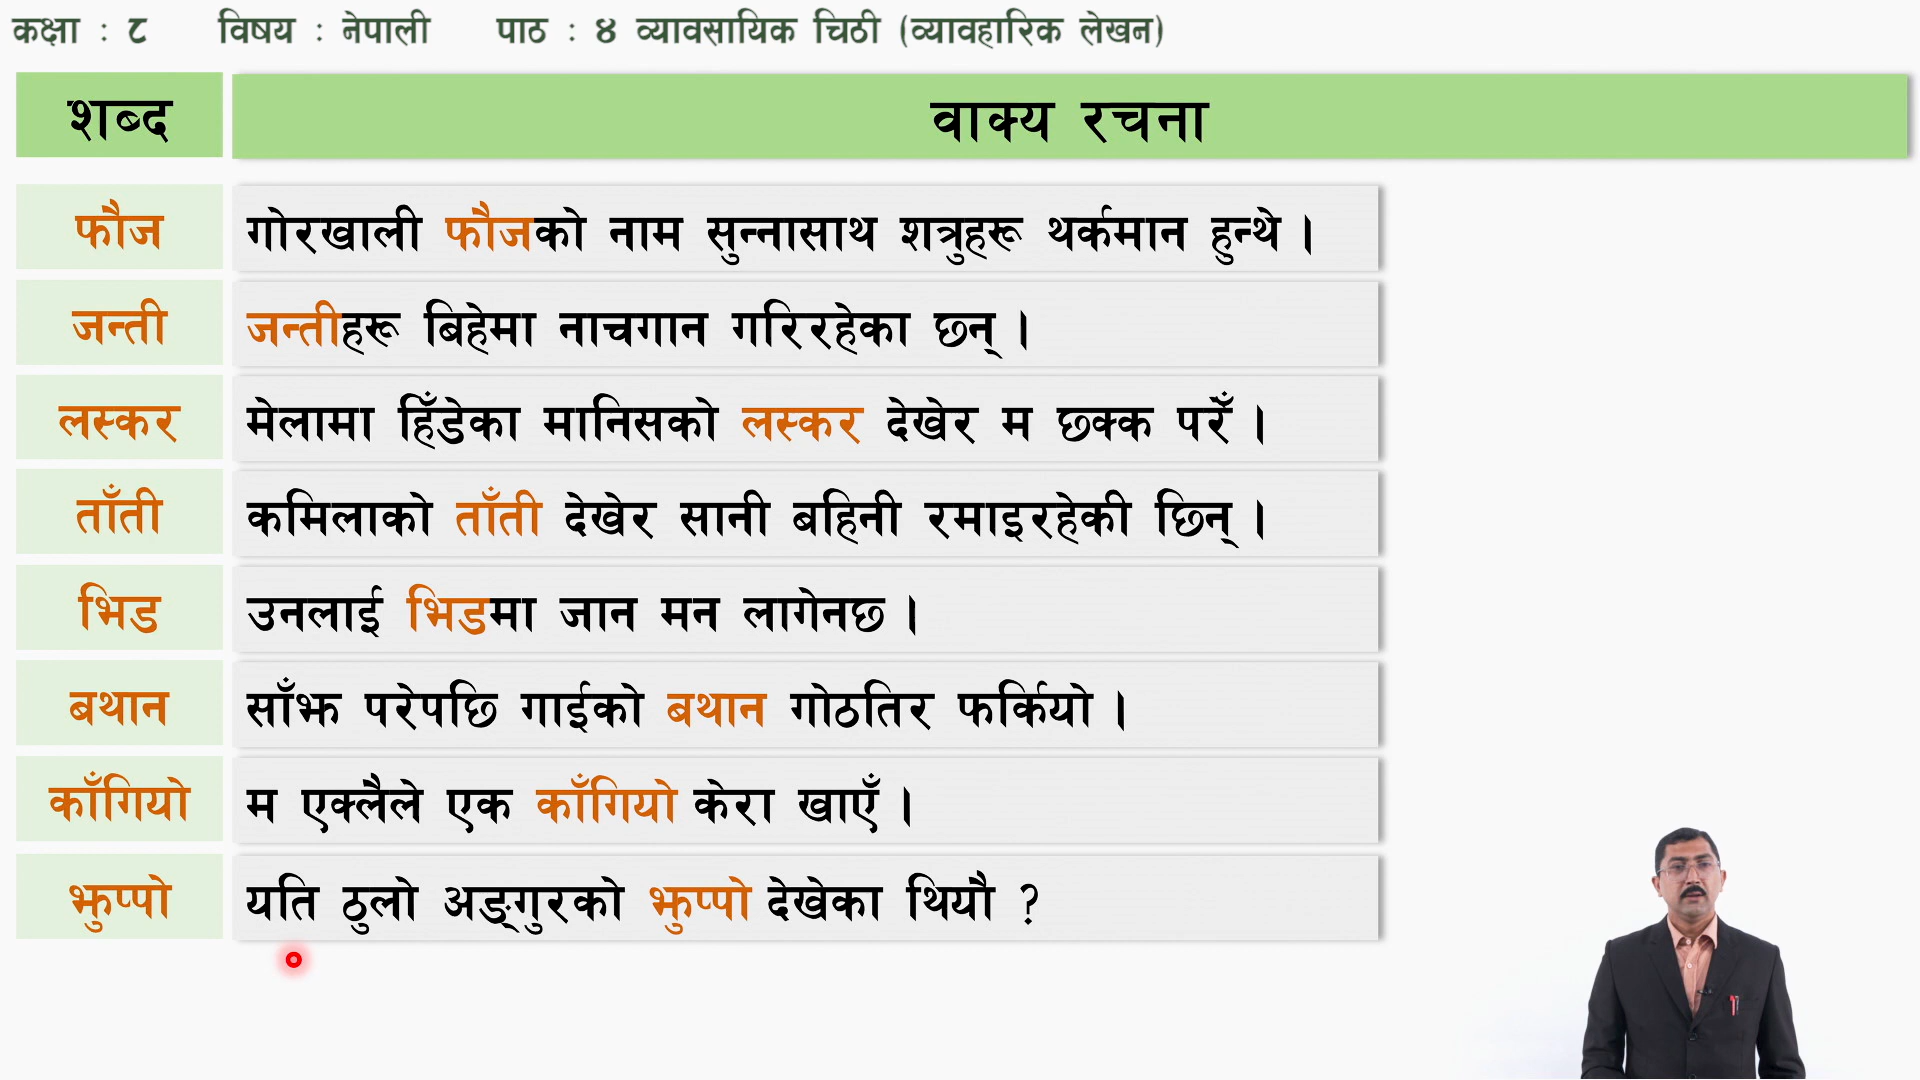 कक्षा : ८ विषय : नेपाली पाठ : ४ व्यावसायिक चिठी (व्यावहारिक लेखन)
शब्द वाक्य रचना
फौज गोरखाली फौजको नाम सुन्नासाथ शत्रुहरू थर्कमान हुन्थे ।
जन्ती जन्तीहरू बिहेमा नाचगान गरिरहेका छन् ।
लस्कर मेलामा हिँडेका मानिसको लस्कर देखेर म छक्क परेँ ।
ताँती कमिलाको ताँती देखेर सानी बहिनी रमाइरहेकी छिन् ।
भिड उनलाई भिडमा जान मन लागेनछ ।
बथान साँझ परेपछि गाईको बथान गोठतिर फर्कियो ।
काँगियो म एक्लैले एक काँगियो केरा खाएँ ।
झुप्पो यति ठुलो अङ्गुरको झुप्पो देखेका थियौ ?